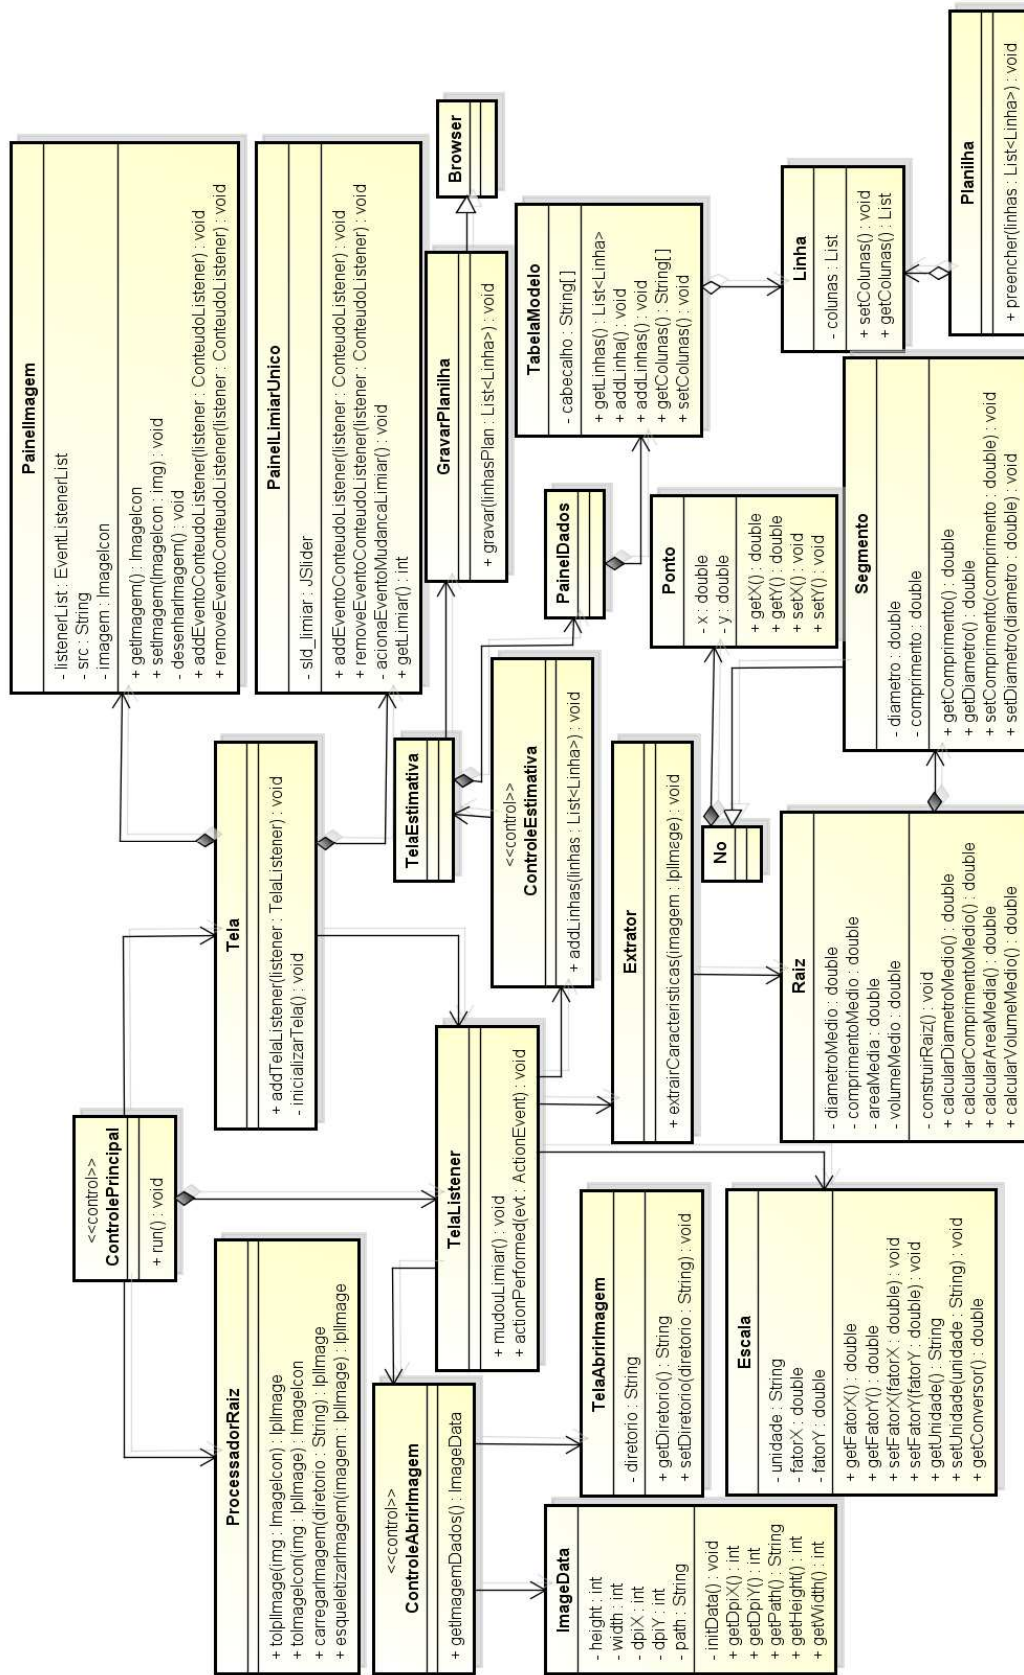 <<control>>
ControlePrincipal
+ run() : void
ProcessadorRaiz
+ toIplImage(img : ImageIcon) : IplImage
+ toImageIcon(img : IplImage) : ImageIcon
+ carregarImagem(diretorio : String) : IplImage
+ esqueletizarImagem(imagem : IplImage) : IplImage
Tela
+ addTelaListener(listener : TelaListener) : void
- inicializarTela() : void
PainelImagem
- listenerList : EventListenerList
- src : String
- imagem : ImageIcon
+ getImagem() : ImageIcon
+ setImagem(ImageIcon : img) : void
- desenharImagem() : void
+ addEventoConteudoListener(listener : ConteudoListener) : void
+ removeEventoConteudoListener(listener : ConteudoListener) : void
PainelLimiarUnico
- sld_limiar : JSlider
+ addEventoConteudoListener(listener : ConteudoListener) : void
+ removeEventoConteudoListener(listener : ConteudoListener) : void
- acionaEventoMudancaLimiar() : void
+ getLimiar() : int
<<control>>
ControleAbrirImagem
+ getImagemDados() : ImageData
TelaListener
+ mudouLimiar() : void
+ actionPerformed(evt : ActionEvent) : void
TelaEstimativa
GravarPlanilha
+ gravar(linhasPlan : List<Linha>) : void
Browser
<<control>>
ControleEstimativa
+ addLinhas(linhas : List<Linha>) : void
PainelDados
TabelaModelo
- cabecalho : String[ ]
+ getLinhas() : List<Linha>
+ addLinha() : void
+ addLinhas() : void
+ getColunas() : String[ ]
+ setColunas() : void
ImageData
- height : int
- width : int
- dpiX : int
- dpiY : int
- path : String
- initData() : void
+ getDpiX() : int
+ getDpiY() : int
+ getPath() : String
+ getHeight() : int
+ getWidth() : int
TelaAbrirImagem
- diretorio : String
+ getDiretorio() : String
+ setDiretorio(diretorio : String) : void
Extrator
+ extrairCaracteristicas(imagem : IplImage) : void
Ponto
- x : double
- y : double
+ getX() : double
+ getY() : double
+ setX() : void
+ setY() : void
No
Escala
- unidade : String
- fatorX : double
- fatorY : double
+ getFatorX() : double
+ getFatorY() : double
+ setFatorX(fatorX : double) : void
+ setFatorY(fatorY : double) : void
+ getUnidade() : String
+ setUnidade(unidade : String) : void
+ getConversor() : double
Raiz
- diametroMedio : double
- comprimentoMedio : double
- areaMedia : double
- volumeMedio : double
- construirRaiz() : void
+ calcularDiametroMedio() : double
+ calcularComprimentoMedio() : double
+ calcularAreaMedia() : double
+ calcularVolumeMedio() : double
Segmento
- diametro : double
- comprimento : double
+ getComprimento() : double
+ getDiametro() : double
+ setComprimento(comprimento : double) : void
+ setDiametro(diametro : double) : void
Linha
- colunas : List
+ setColunas() : void
+ getColunas() : List
Planilha
+ preencher(linhas : List<Linha>) : void